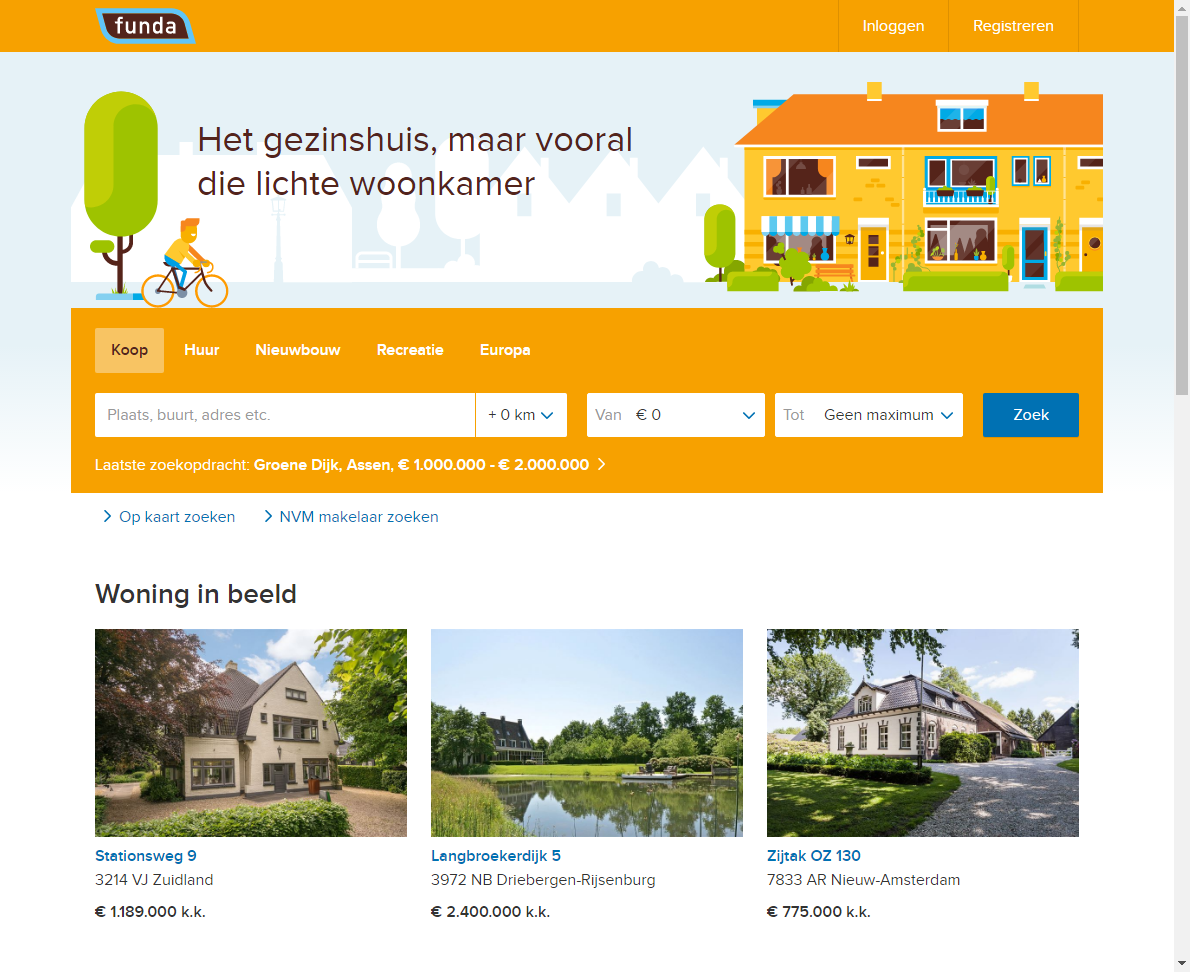 funda
Inloggen
Registreren
Het gezinshuis, maar vooral
die lichte woonkamer
Koop
Huur
Nieuwbouw
Recreatie
Europa
Plaats, buurt, adres etc.
+ 0 km
Van € 0
Tot Geen maximum
Zoek
Laatste zoekopdracht: Groene Dijk, Assen, € 1.000.000 - € 2.000.000
Op kaart zoeken
NVM makelaar zoeken
Woning in beeld
Stationsweg 9
3214 VJ Zuidland
€ 1.189.000 k.k.
Langbroekerdijk 5
3972 NB Driebergen-Rijsenburg
€ 2.400.000 k.k.
Zijtak OZ 130
7833 AR Nieuw-Amsterdam
€ 775.000 k.k.